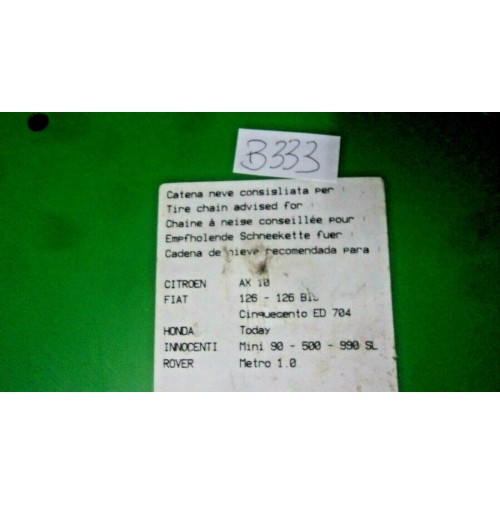 B333
Catena neve consigliata per
Tire chain advised for
Chaine à neige conseillée pour
Empfholende Schneekette fuer
Cadena de nieve recomendada para
CITROEN AX 10
FIAT 126 - 126 BIS
Cinquecento ED 704
HONDA Today
INNOCENTI Mini 90 - 500 - 990 SL
ROVER Metro 1.0